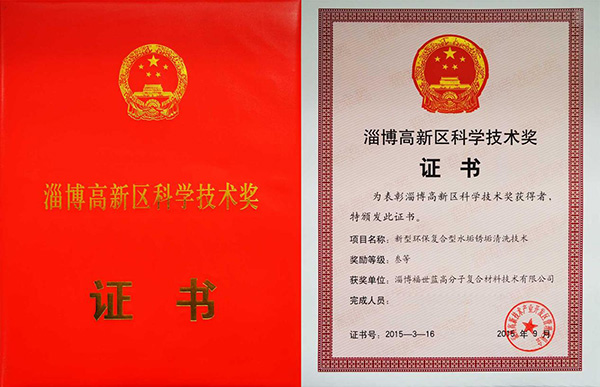 淄博高新区科学技术奖
证书
淄博高新区科学技术奖
证书
为表彰淄博高新区科学技术奖获得者，
特颁发此证书。
项目名称：新型环保复合型水垢锈垢清洗技术
奖励等级：叁等
获奖单位：淄博福世蓝高分子复合材料技术有限公司
完成人员：
证书号：2015—3—16
2015年9月